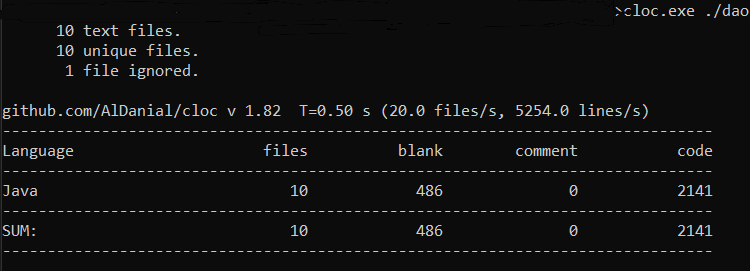 >cloc.exe ./dao
10 text files.
10 unique files.
1 file ignored.
github.com/AlDanial/cloc v 1.82  T=0.50 s (20.0 files/s, 5254.0 lines/s)
-------------------------------------------------------------------------------
Language                     files          blank        comment           code
-------------------------------------------------------------------------------
Java                            10            486              0           2141
-------------------------------------------------------------------------------
SUM:                            10            486              0           2141
-------------------------------------------------------------------------------